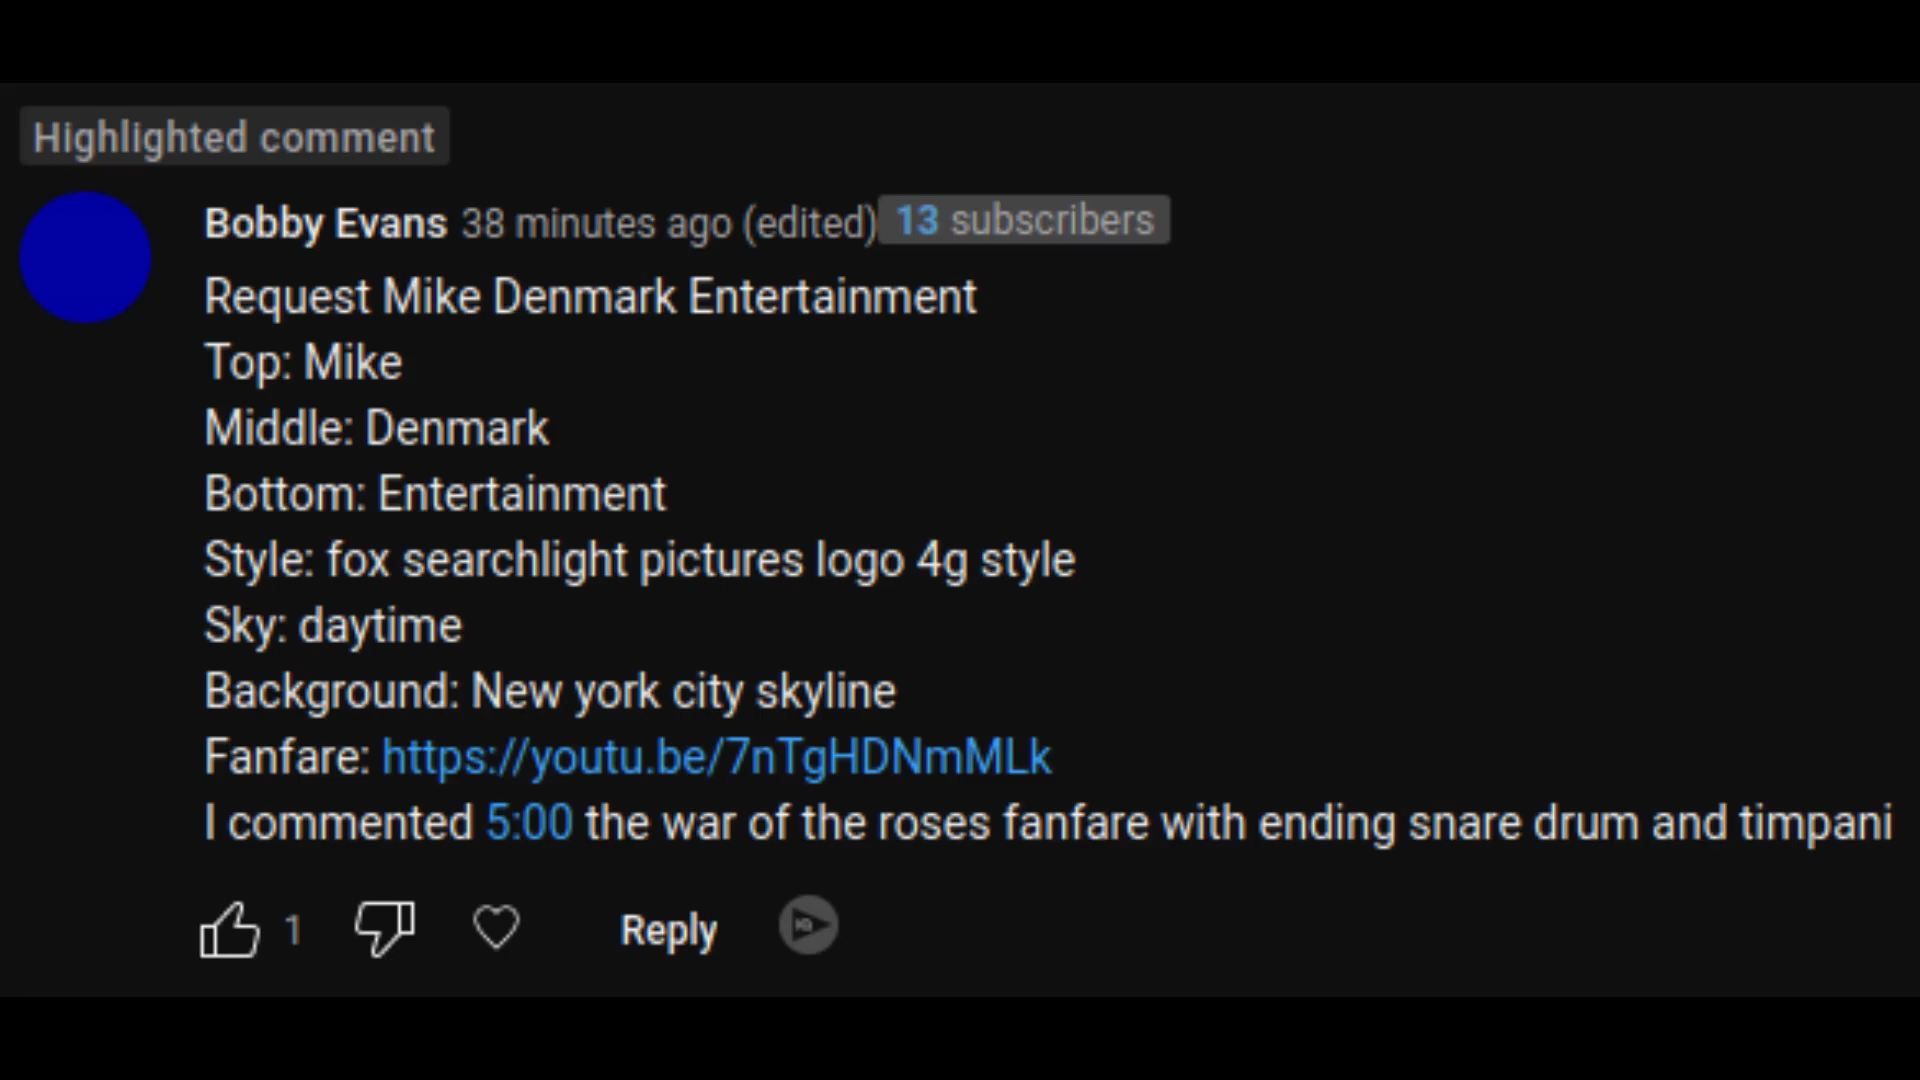 Highlighted comment
Bobby Evans 38 minutes ago (edited) 13 subscribers
Request Mike Denmark Entertainment
Top: Mike
Middle: Denmark
Bottom: Entertainment
Style: fox searchlight pictures logo 4g style
Sky: daytime
Background: New york city skyline
Fanfare: https://youtu.be/7nTgHDNmMLk
I commented 5:00 the war of the roses fanfare with ending snare drum and timpani
1 Reply